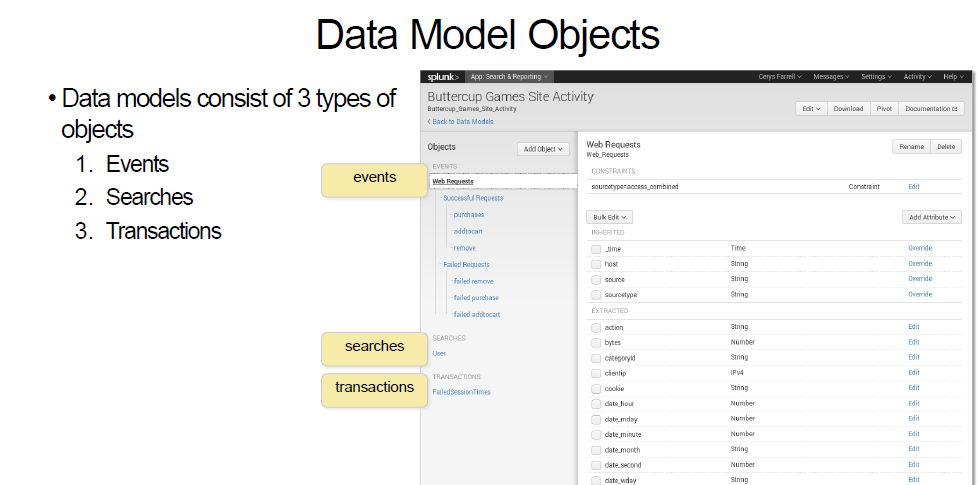 Data Model Objects
• Data models consist of 3 types of
objects
1. Events
2. Searches
3. Transactions
events
searches
transactions
splunk> App: Search & Reporting Cerys Farrell Messages Settings Activity Help
Buttercup Games Site Activity
Buttercup_Games_Site_Activity
< Back to Data Models
Edit Download Pivot Documentation
Objects
Add Object
EVENTS
Web Requests
Successful Requests
purchases
addtocart
remove
Failed Requests
failed remove
failed purchase
failed addtocart
SEARCHES
User
TRANSACTIONS
FailedSessionTimes
Web Requests
Web_Requests
Rename Delete
CONSTRAINTS
sourcetype=access_combined Constraint Edit
Bulk Edit Add Attribute
INHERITED
_time Time Override
host String Override
source String Override
sourcetype String Override
EXTRACTED
action String Edit
bytes Number Edit
categoryId String Edit
clientip IPv4 Edit
cookie String Edit
date_hour Number Edit
date_mday Number Edit
date_minute Number Edit
date_month String Edit
date_second Number Edit
date_wday String Edit